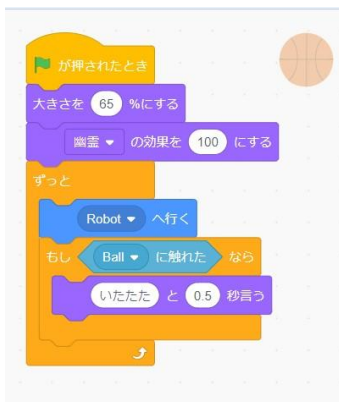 が押されたとき
大きさを 65 %にする
幽霊 の効果を 100 にする
ずっと
Robot へ行く
もし Ball に触れた なら
いたたた と 0.5 秒言う